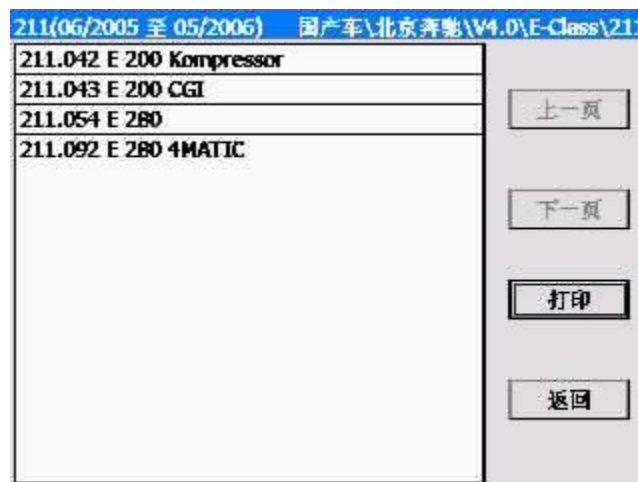 211(06/2005 至 05/2006) 国产车\北京奔驰\V4.0\E-Class\21
211.042 E 200 Kompressor
211.043 E 200 CGI
211.054 E 280
211.092 E 280 4MATIC
上一页
下一页
打印
返回